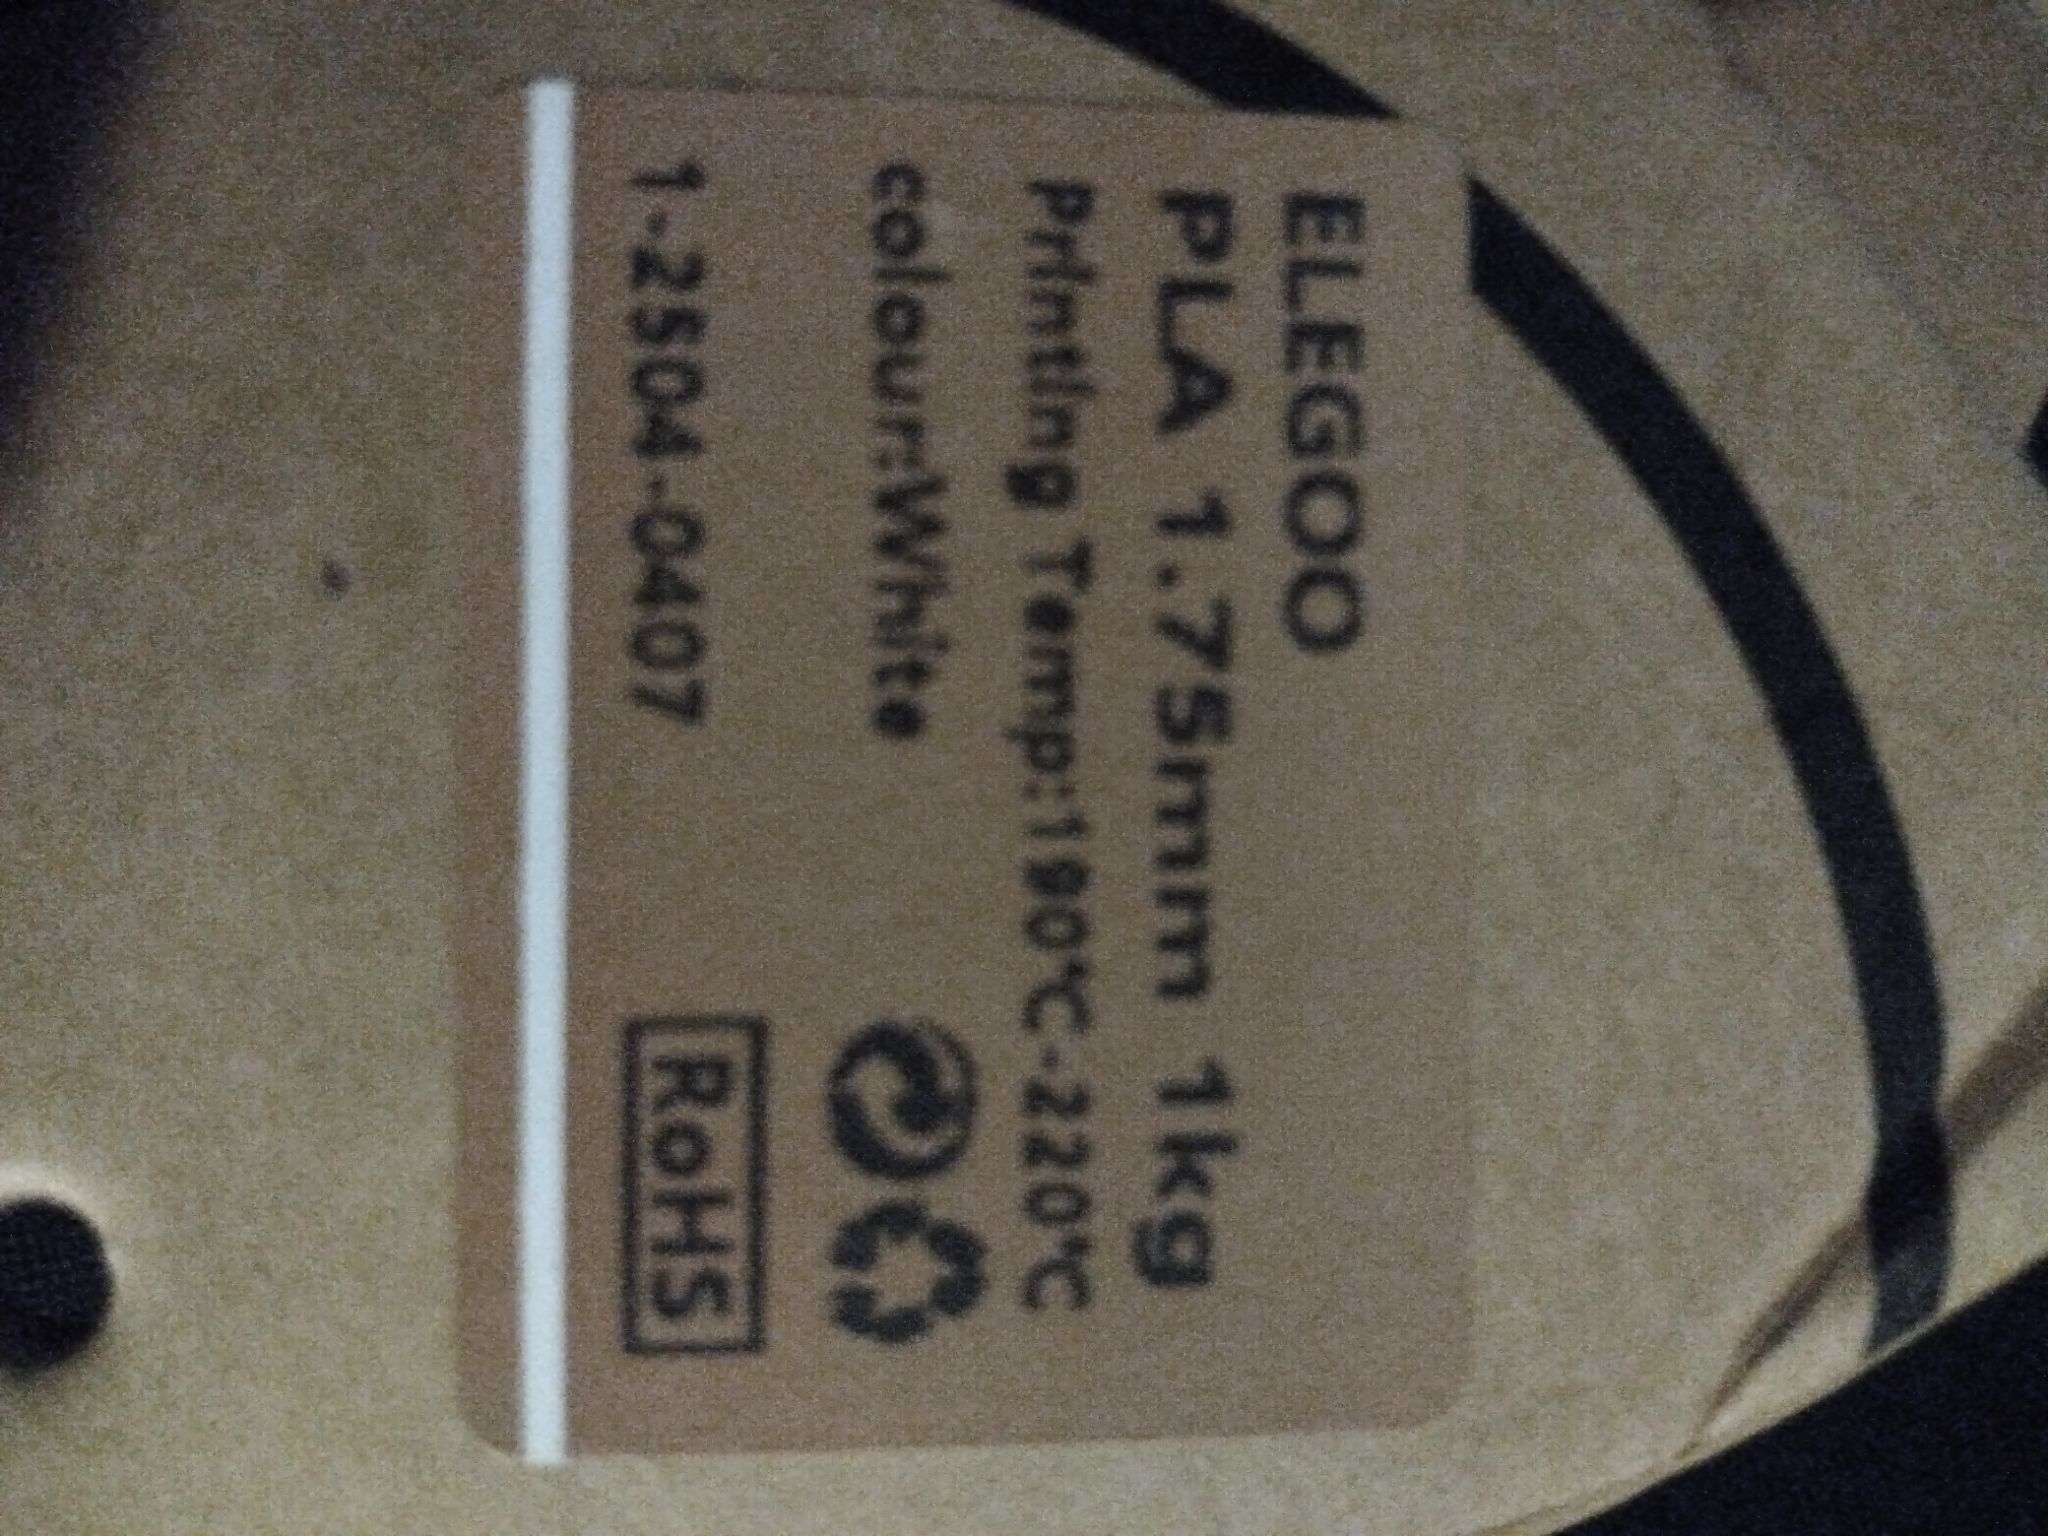 ELEGOO
PLA 1.75mm 1kg
Printing Temp:190℃-220℃
colour:White
1.2504.0407
RoHS